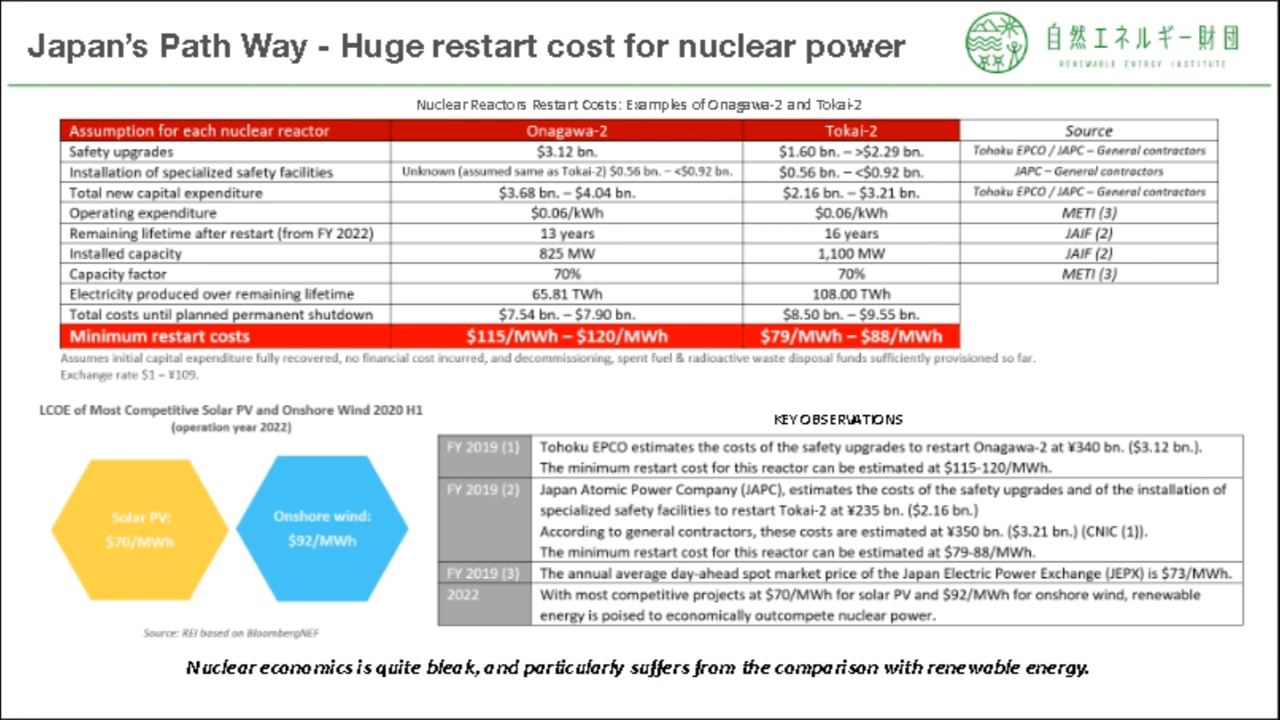 Japan's Path Way - Huge restart cost for nuclear power
自然エネルギー財団
RENEWABLE ENERGY INSTITUTE
Nuclear Reactors Restart Costs: Examples of Onagawa-2 and Tokai-2
Assumption for each nuclear reactor Onagawa-2 Tokai-2 Source
Safety upgrades $3.12 bn. $1.60 bn. – >$2.29 bn. Tohoku EPCO / JAPC – General contractors
Installation of specialized safety facilities Unknown (assumed same as Tokai-2) $0.56 bn. – <$0.92 bn. $0.56 bn. – <$0.92 bn. JAPC – General contractors
Total new capital expenditure $3.68 bn. – $4.04 bn. $2.16 bn. – $3.21 bn. Tohoku EPCO / JAPC – General contractors
Operating expenditure $0.06/kWh $0.06/kWh METI (3)
Remaining lifetime after restart (from FY 2022) 13 years 16 years JAIF (2)
Installed capacity 825 MW 1,100 MW JAIF (2)
Capacity factor 70% 70% METI (3)
Electricity produced over remaining lifetime 65.81 TWh 108.00 TWh
Total costs until planned permanent shutdown $7.54 bn. – $7.90 bn. $8.50 bn. – $9.55 bn.
Minimum restart costs $115/MWh – $120/MWh $79/MWh – $88/MWh
Assumes initial capital expenditure fully recovered, no financial cost incurred, and decommissioning, spent fuel & radioactive waste disposal funds sufficiently provisioned so far.
Exchange rate $1 – ¥109.
LCOE of Most Competitive Solar PV and Onshore Wind 2020 H1
(operation year 2022)
Solar PV:
$70/MWh
Onshore wind:
$92/MWh
Source: REI based on BloombergNEF
KEY OBSERVATIONS
FY 2019 (1) Tohoku EPCO estimates the costs of the safety upgrades to restart Onagawa-2 at ¥340 bn. ($3.12 bn.).
The minimum restart cost for this reactor can be estimated at $115-120/MWh.
FY 2019 (2) Japan Atomic Power Company (JAPC), estimates the costs of the safety upgrades and of the installation of
specialized safety facilities to restart Tokai-2 at ¥235 bn. ($2.16 bn.)
According to general contractors, these costs are estimated at ¥350 bn. ($3.21 bn.) (CNIC (1)).
The minimum restart cost for this reactor can be estimated at $79-88/MWh.
FY 2019 (3) The annual average day-ahead spot market price of the Japan Electric Power Exchange (JEPX) is $73/MWh.
2022 With most competitive projects at $70/MWh for solar PV and $92/MWh for onshore wind, renewable
energy is poised to economically outcompete nuclear power.
Nuclear economics is quite bleak, and particularly suffers from the comparison with renewable energy.